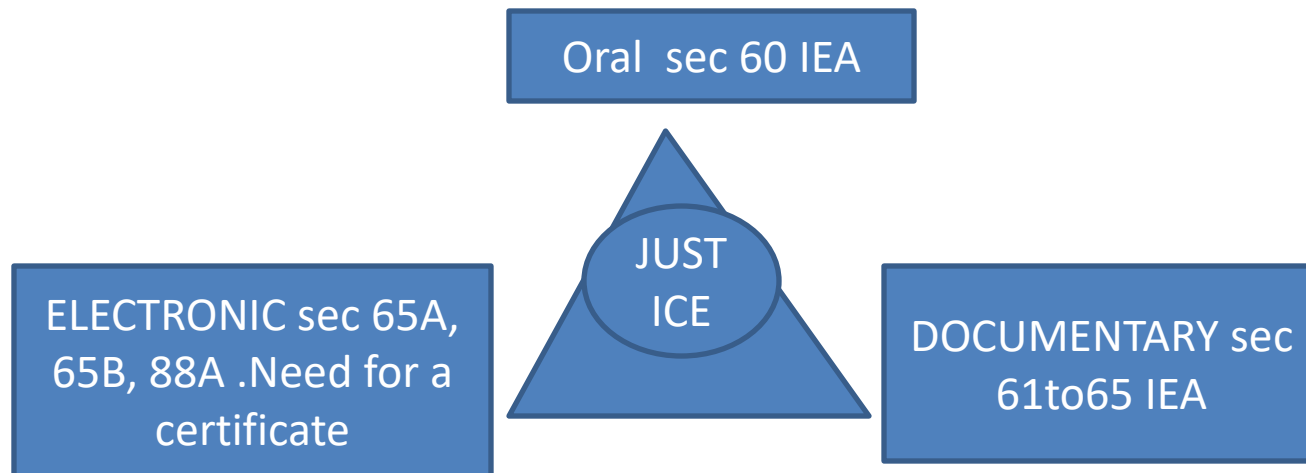 Oral  sec 60 IEA
JUST
ICE
ELECTRONIC sec 65A,
65B, 88A .Need for a
certificate
DOCUMENTARY sec
61to65 IEA